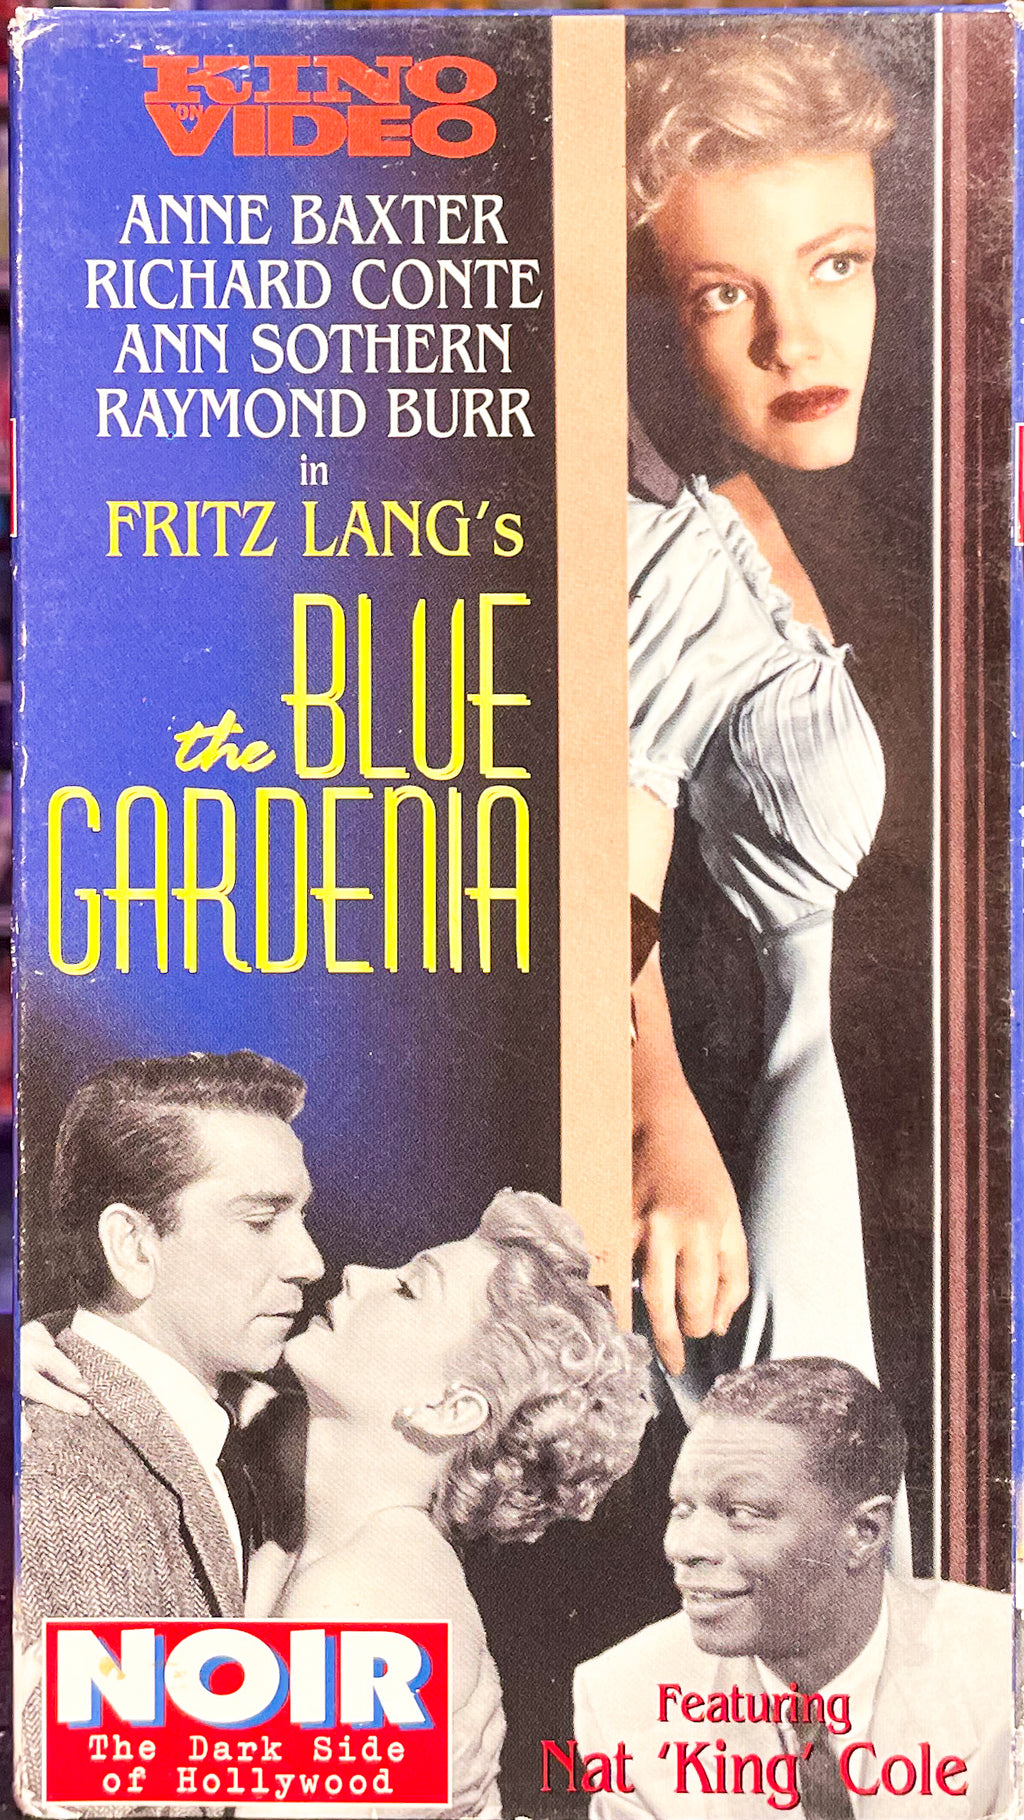 KINO
ON
VIDEO
ANNE BAXTER
RICHARD CONTE
ANN SOTHERN
RAYMOND BURR
in
FRITZ LANG's
the BLUE
GARDENIA
NOIR
The Dark Side
of Hollywood
Featuring
Nat 'King' Cole